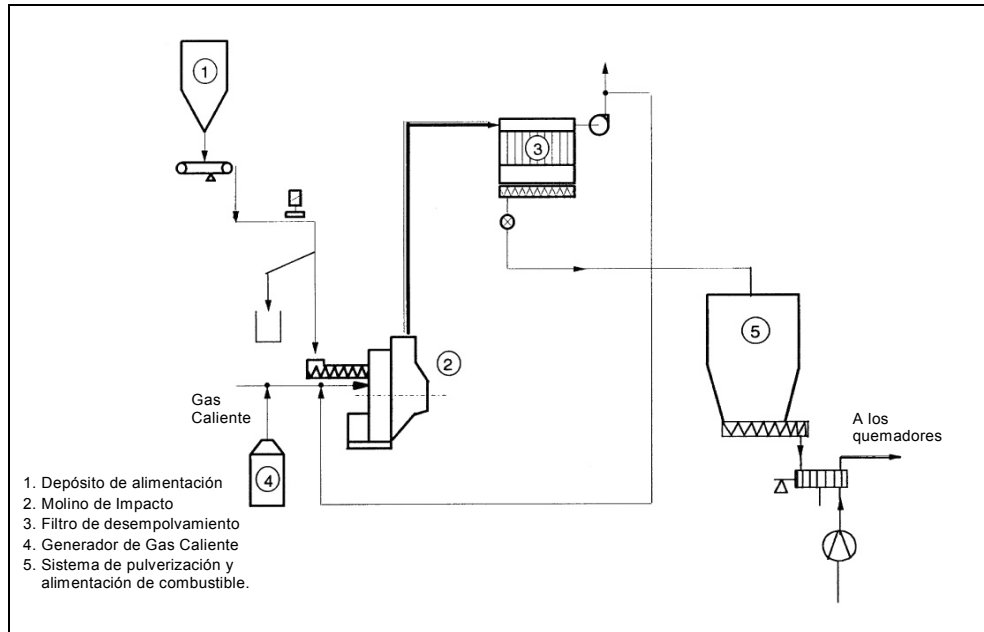 1
3
2
5
4
Gas
Caliente
A los
quemadores
1. Depósito de alimentación
2. Molino de Impacto
3. Filtro de desempolvamiento
4. Generador de Gas Caliente
5. Sistema de pulverización y
alimentación de combustible.